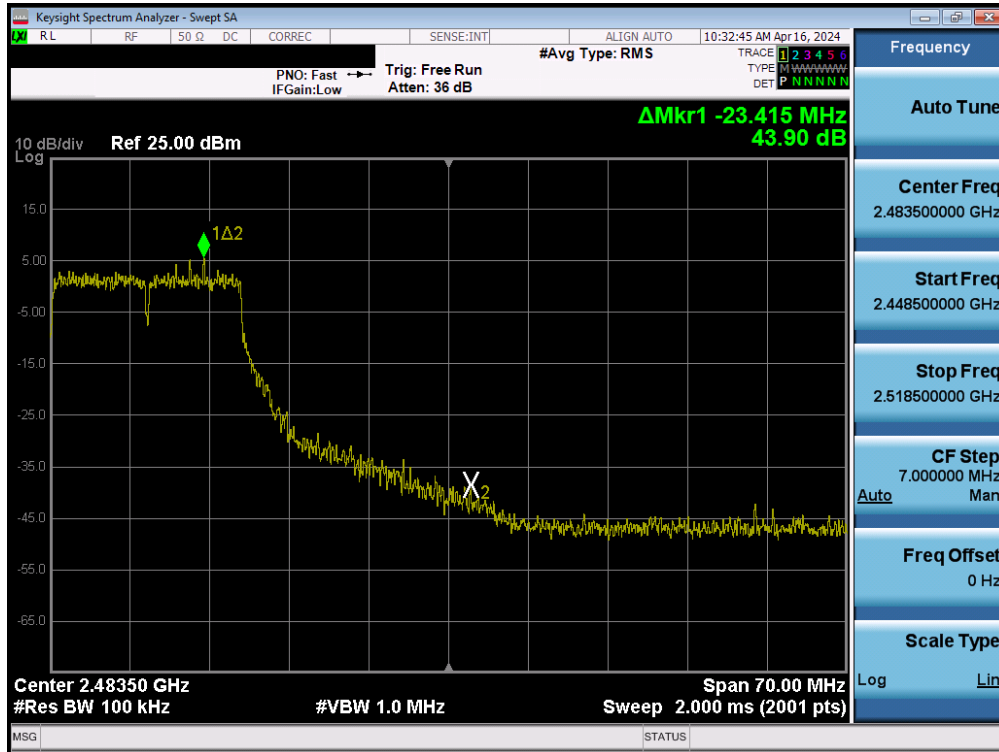 Keysight Spectrum Analyzer - Swept SA
LXI RL RF 50 Ω DC CORREC SENSE:INT ALIGN AUTO 10:32:45 AM Apr 16, 2024
#Avg Type: RMS
TRACE 1 2 3 4 5 6
TYPE M WWWWW
DET P N N N N N
PNO: Fast
IFGain:Low
Trig: Free Run
Atten: 36 dB
ΔMkr1 -23.415 MHz
43.90 dB
10 dB/div
Log
Ref 25.00 dBm
15.0
5.00
-5.00
-15.0
-25.0
-35.0
-45.0
-55.0
-65.0
1Δ2
X2
Center 2.48350 GHz
Span 70.00 MHz
#Res BW 100 kHz
#VBW 1.0 MHz
Sweep 2.000 ms (2001 pts)
MSG
STATUS
Frequency
Auto Tune
Center Freq
2.483500000 GHz
Start Freq
2.448500000 GHz
Stop Freq
2.518500000 GHz
CF Step
7.000000 MHz
Auto Man
Freq Offset
0 Hz
Scale Type
Log Lin